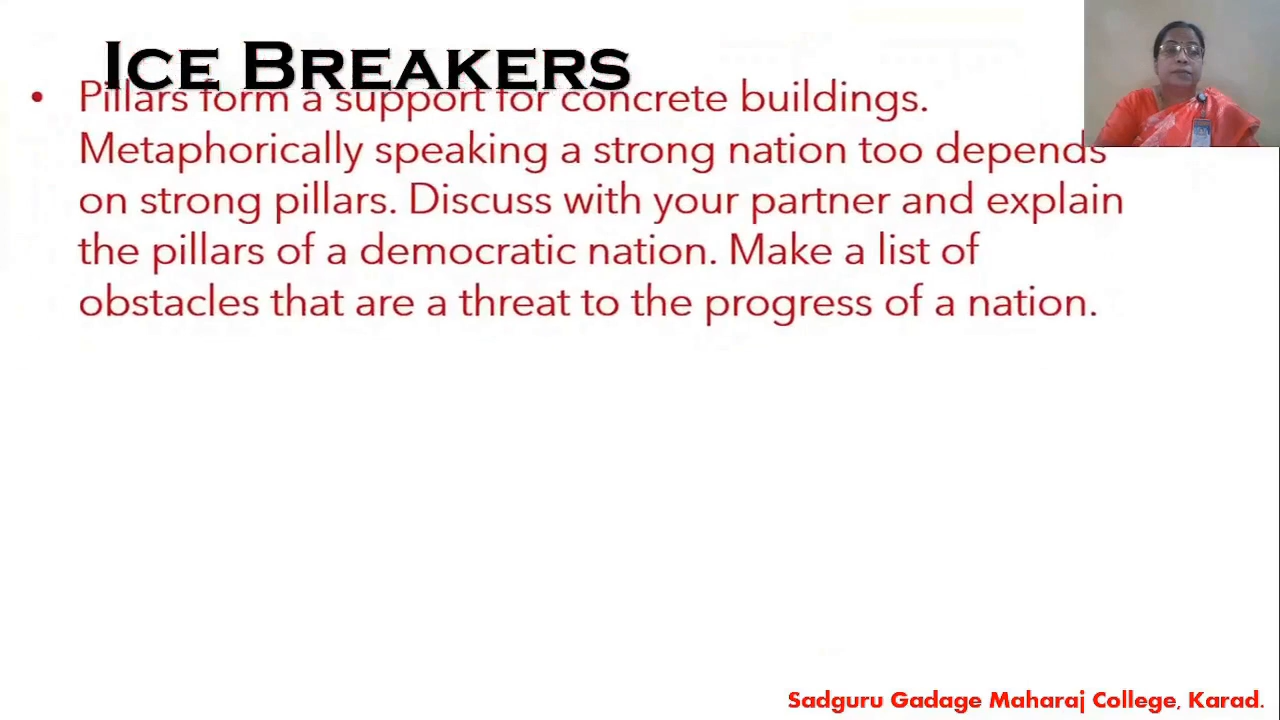 Ice Breakers
• Pillars form a support for concrete buildings.
Metaphorically speaking a strong nation too depends
on strong pillars. Discuss with your partner and explain
the pillars of a democratic nation. Make a list of
obstacles that are a threat to the progress of a nation.
Sadguru Gadage Maharaj College, Karad.